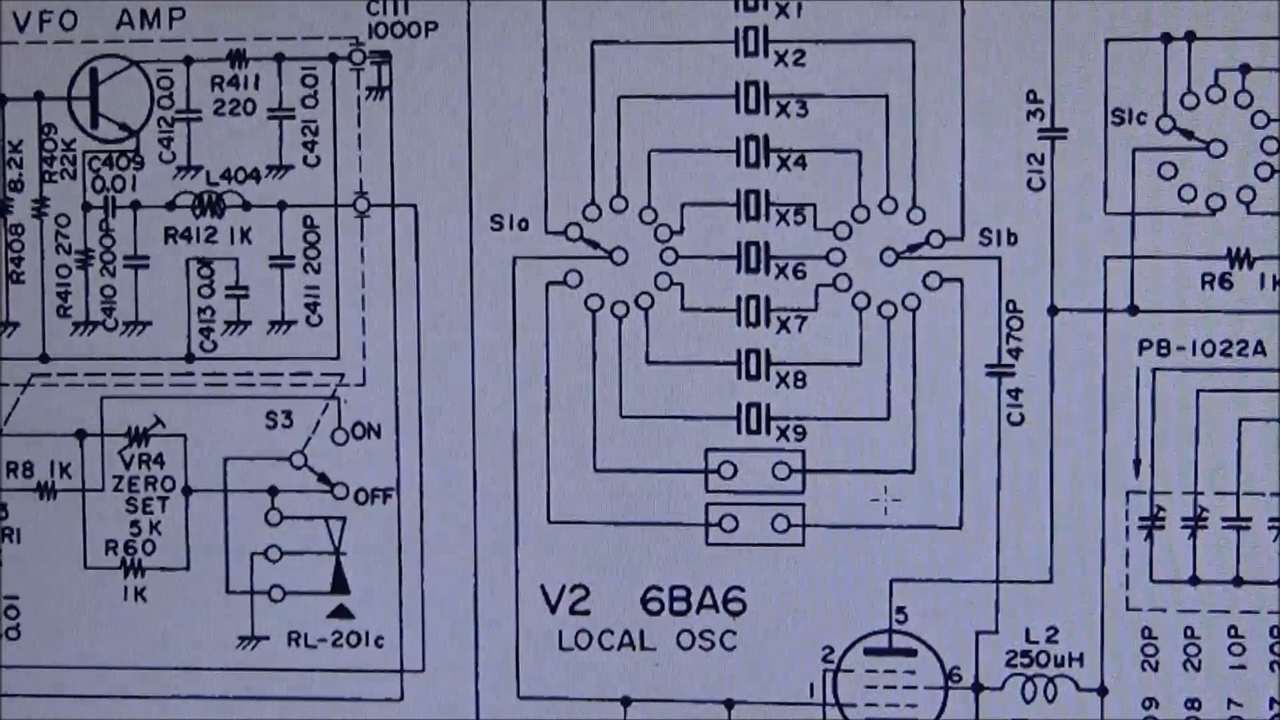 VFO AMP
C111
1000P
R411
220
C412 0.01
C421 0.01
8.2K
R408
R409
22K
C409
0.01
L404
R412 1K
R410 270
C410 200P
C413 0.01
C411 200P
S3
ON
OFF
R8 1K
VR4
ZERO
SET
5K
R60
1K
R1
0.01
RL-201c
X1
X2
X3
X4
X5
X6
X7
X8
X9
S1a
S1b
V2 6BA6
LOCAL OSC
C14 470P
C12 3P
S1c
R6
PB-1022A
5
2
1
6
L2
250uH
20P
20P
10P